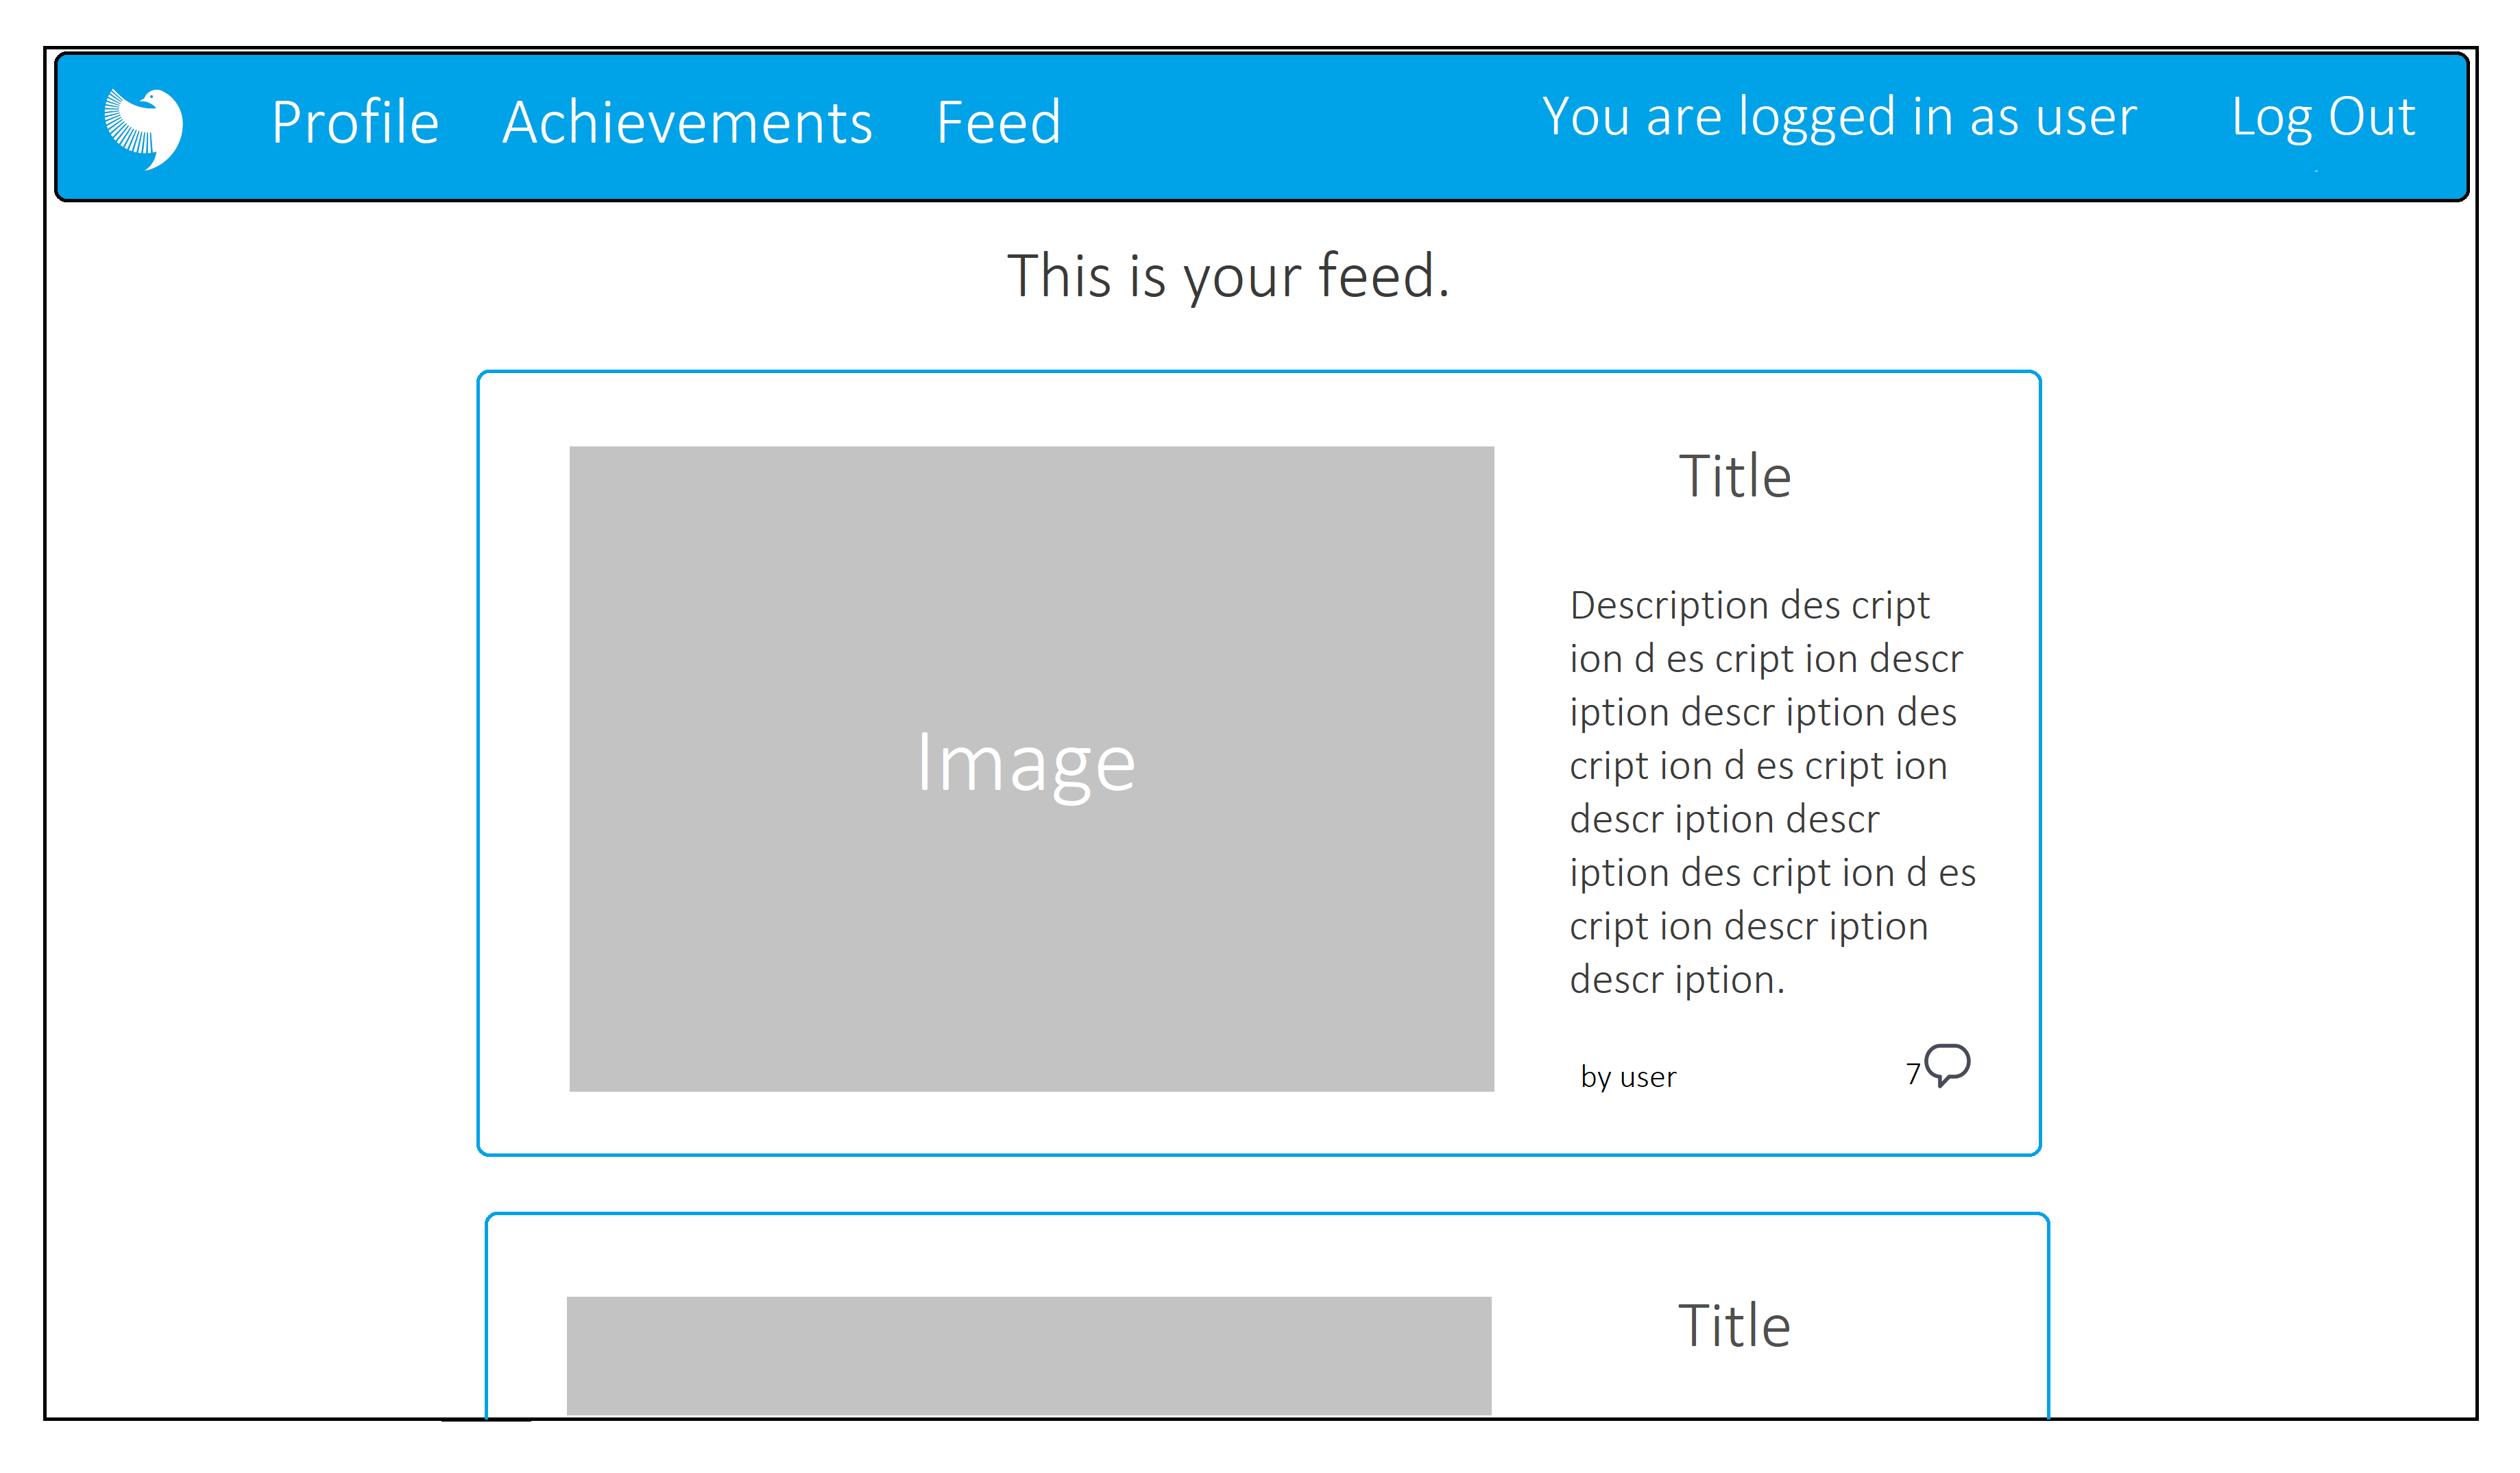 Profile Achievements Feed You are logged in as user Log Out
This is your feed.
Image
Title
Description des cript
ion d es cript ion descr
iption descr iption des
cript ion d es cript ion
descr iption descr
iption des cript ion d es
cript ion descr iption
descr iption.
by user 7
Title